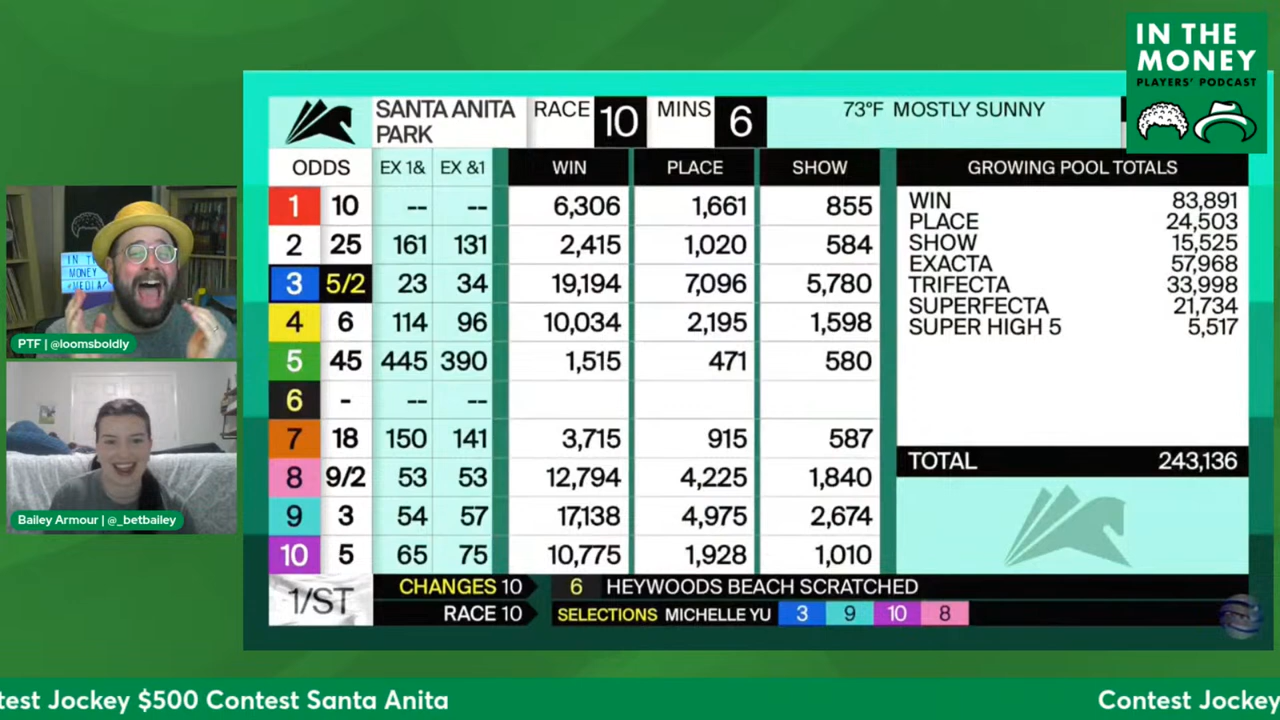 IN THE
MONEY
PLAYERS' PODCAST
SANTA ANITA
PARK
RACE 10 MINS 6
73°F MOSTLY SUNNY
ODDS EX 1& EX &1 WIN PLACE SHOW
1 10 -- -- 6,306 1,661 855
2 25 161 131 2,415 1,020 584
3 5/2 23 34 19,194 7,096 5,780
4 6 114 96 10,034 2,195 1,598
5 45 445 390 1,515 471 580
6 - -- --
7 18 150 141 3,715 915 587
8 9/2 53 53 12,794 4,225 1,840
9 3 54 57 17,138 4,975 2,674
10 5 65 75 10,775 1,928 1,010
GROWING POOL TOTALS
WIN 83,891
PLACE 24,503
SHOW 15,525
EXACTA 57,968
TRIFECTA 33,998
SUPERFECTA 21,734
SUPER HIGH 5 5,517
TOTAL 243,136
1/ST
CHANGES 10 6 HEYWOODS BEACH SCRATCHED
RACE 10 SELECTIONS MICHELLE YU 3 9 10 8
IN T
MONEY
MEDIA
PTF | @loomsboldly
Bailey Armour | @_betbailey
test Jockey $500 Contest Santa Anita
Contest Jockey